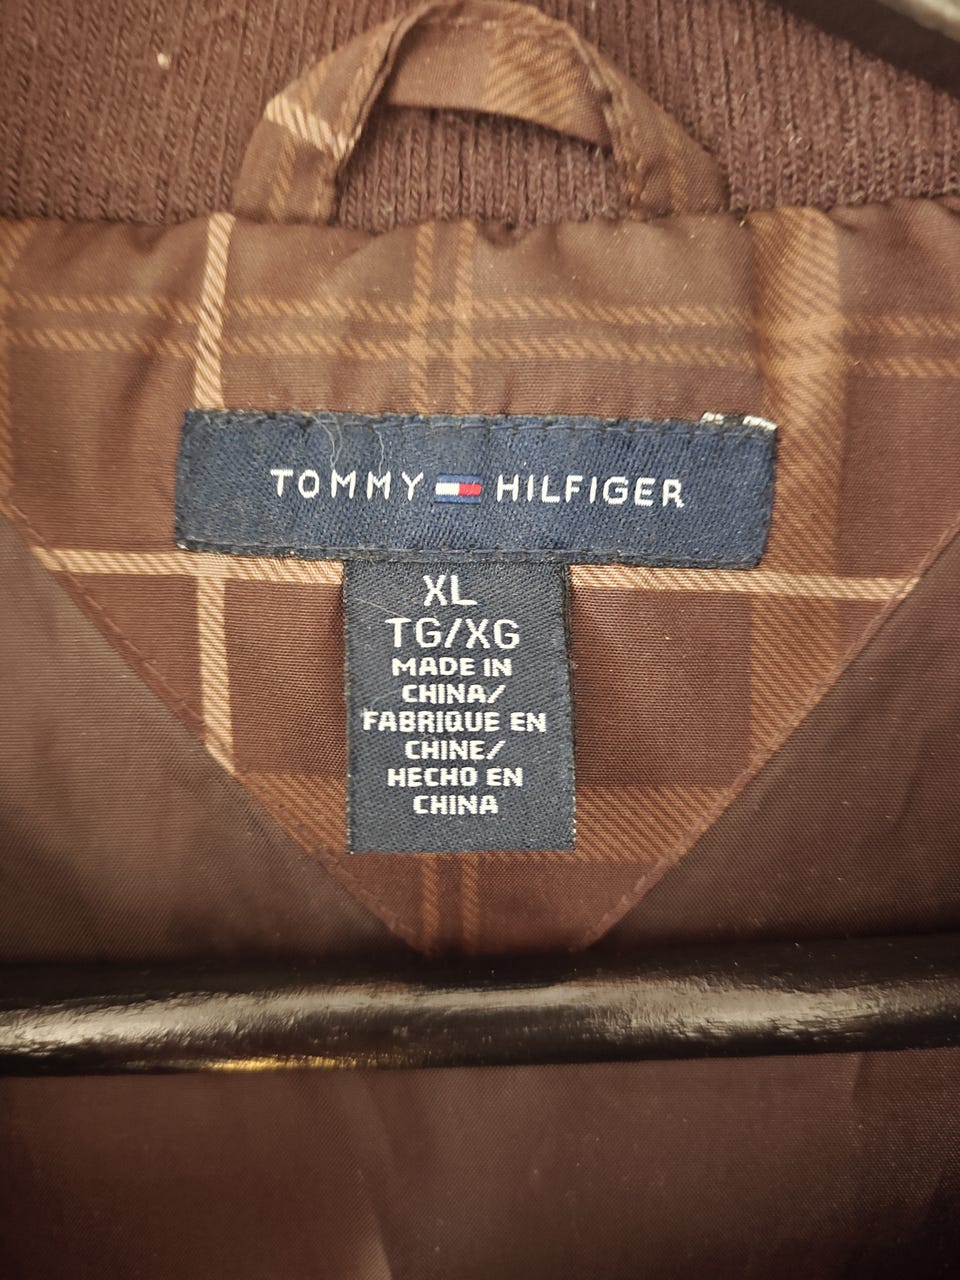 TOMMY HILFIGER
XL
TG/XG
MADE IN
CHINA/
FABRIQUE EN
CHINE/
HECHO EN
CHINA